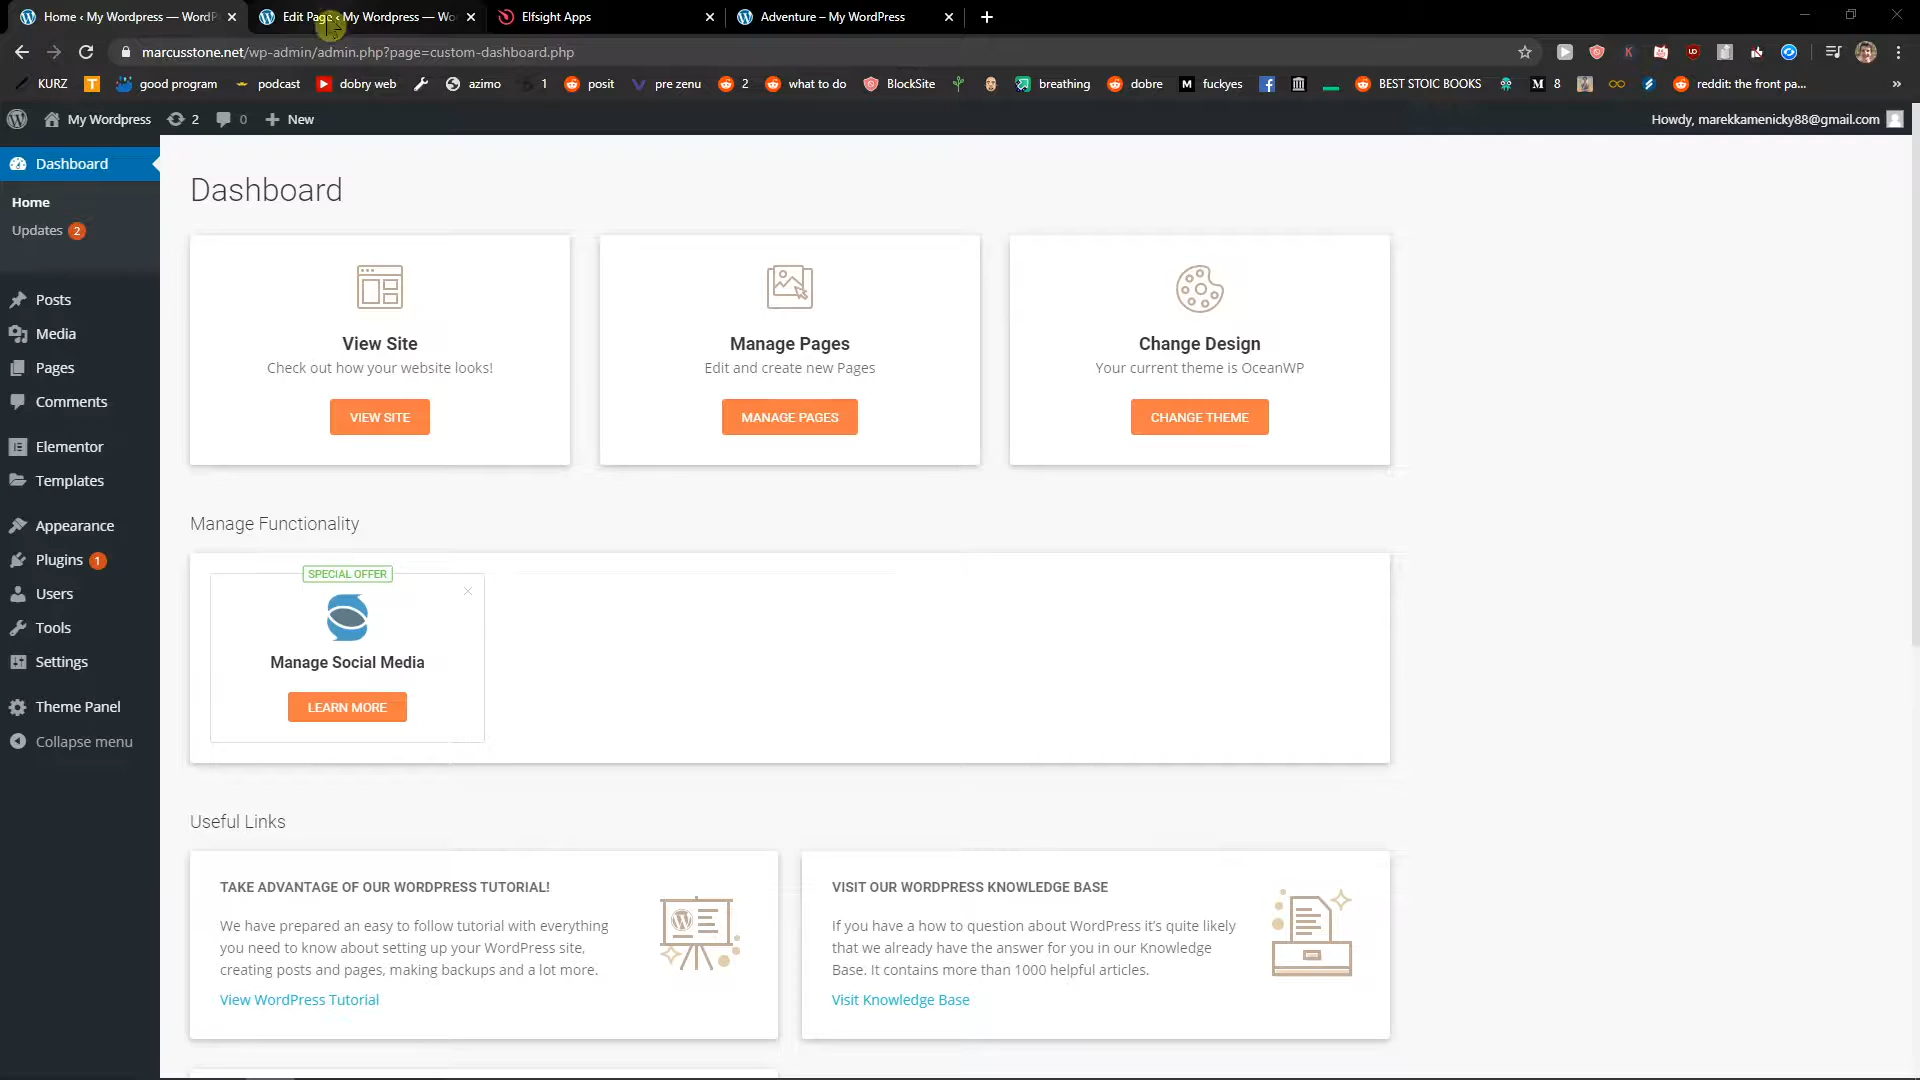 Home ‹ My Wordpress — WordP
Edit Page ‹ My Wordpress — Wo
Elfsight Apps
Adventure – My WordPress
marcusstone.net/wp-admin/admin.php?page=custom-dashboard.php
KURZ
good program
podcast
dobry web
azimo
1
posit
pre zenu
2
what to do
BlockSite
breathing
dobre
fuckyes
BEST STOIC BOOKS
8
reddit: the front pa...
»
My Wordpress
2
0
New
Howdy, marekkamenicky88@gmail.com
Dashboard
Home
Updates 2
Posts
Media
Pages
Comments
Elementor
Templates
Appearance
Plugins 1
Users
Tools
Settings
Theme Panel
Collapse menu
Dashboard
View Site
Check out how your website looks!
VIEW SITE
Manage Pages
Edit and create new Pages
MANAGE PAGES
Change Design
Your current theme is OceanWP
CHANGE THEME
Manage Functionality
SPECIAL OFFER
Manage Social Media
LEARN MORE
Useful Links
TAKE ADVANTAGE OF OUR WORDPRESS TUTORIAL!
We have prepared an easy to follow tutorial with everything
you need to know about setting up your WordPress site,
creating posts and pages, making backups and a lot more.
View WordPress Tutorial
VISIT OUR WORDPRESS KNOWLEDGE BASE
If you have a how to question about WordPress it's quite likely
that we already have the answer for you in our Knowledge
Base. It contains more than 1000 helpful articles.
Visit Knowledge Base